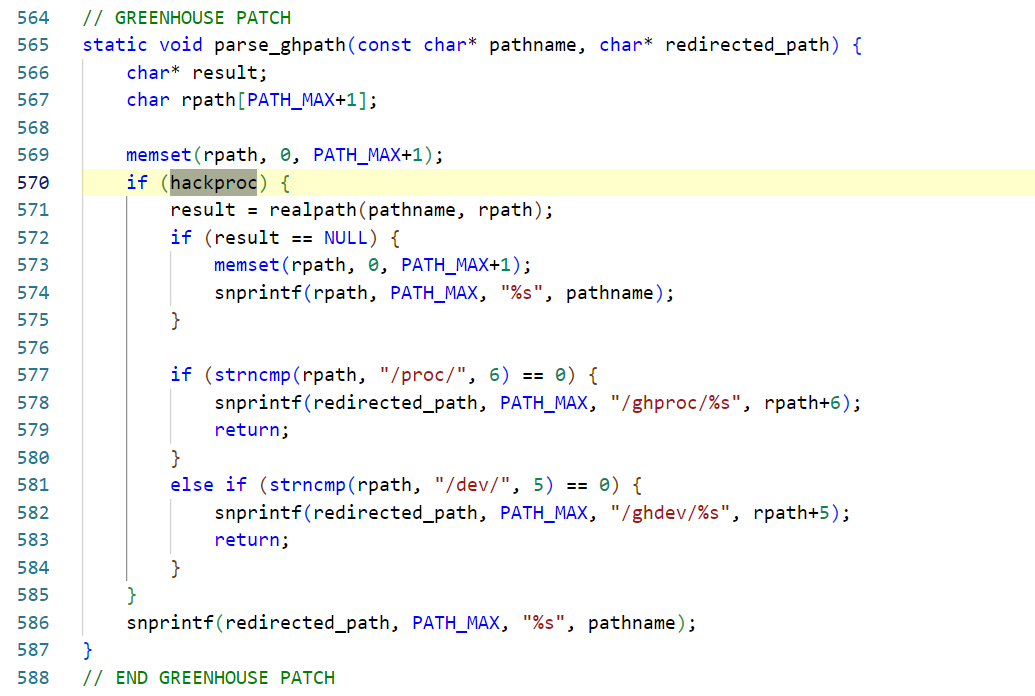 564 // GREENHOUSE PATCH
565 static void parse_ghpath(const char* pathname, char* redirected_path) {
566     char* result;
567     char rpath[PATH_MAX+1];
568
569     memset(rpath, 0, PATH_MAX+1);
570     if (hackproc) {
571         result = realpath(pathname, rpath);
572         if (result == NULL) {
573             memset(rpath, 0, PATH_MAX+1);
574             snprintf(rpath, PATH_MAX, "%s", pathname);
575         }
576
577         if (strncmp(rpath, "/proc/", 6) == 0) {
578             snprintf(redirected_path, PATH_MAX, "/ghproc/%s", rpath+6);
579             return;
580         }
581         else if (strncmp(rpath, "/dev/", 5) == 0) {
582             snprintf(redirected_path, PATH_MAX, "/ghdev/%s", rpath+5);
583             return;
584         }
585     }
586     snprintf(redirected_path, PATH_MAX, "%s", pathname);
587 }
588 // END GREENHOUSE PATCH